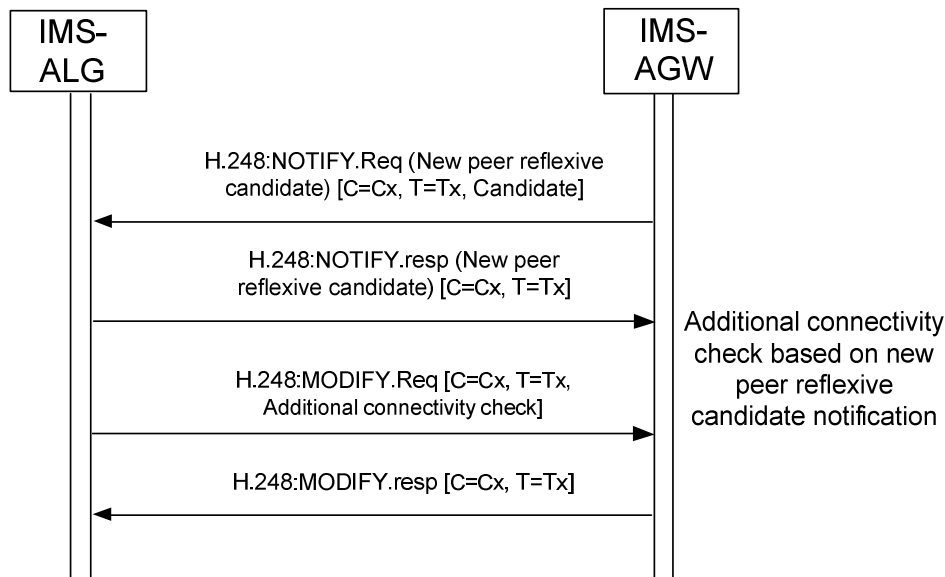 IMS-
ALG
IMS-
AGW
H.248:NOTIFY.Req (New peer reflexive
candidate) [C=Cx, T=Tx, Candidate]
H.248:NOTIFY.resp (New peer
reflexive candidate) [C=Cx, T=Tx]
H.248:MODIFY.Req [C=Cx, T=Tx,
Additional connectivity check]
H.248:MODIFY.resp [C=Cx, T=Tx]
Additional connectivity
check based on new
peer reflexive
candidate notification